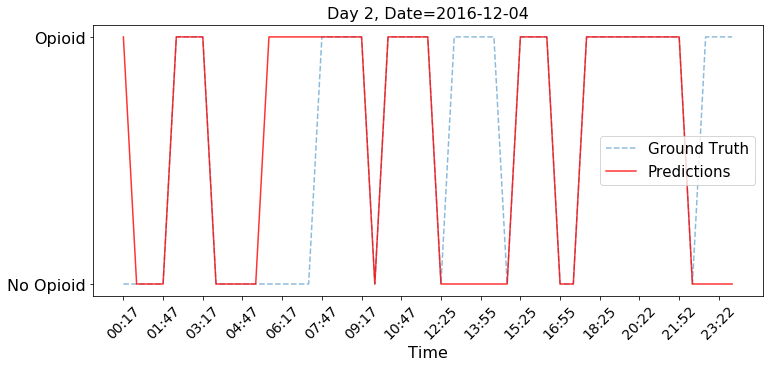 Day 2, Date=2016-12-04
Opioid
No Opioid
Ground Truth
Predictions
00:17
01:47
03:17
04:47
06:17
07:47
09:17
10:47
12:25
13:55
15:25
16:55
18:25
20:22
21:52
23:22
Time